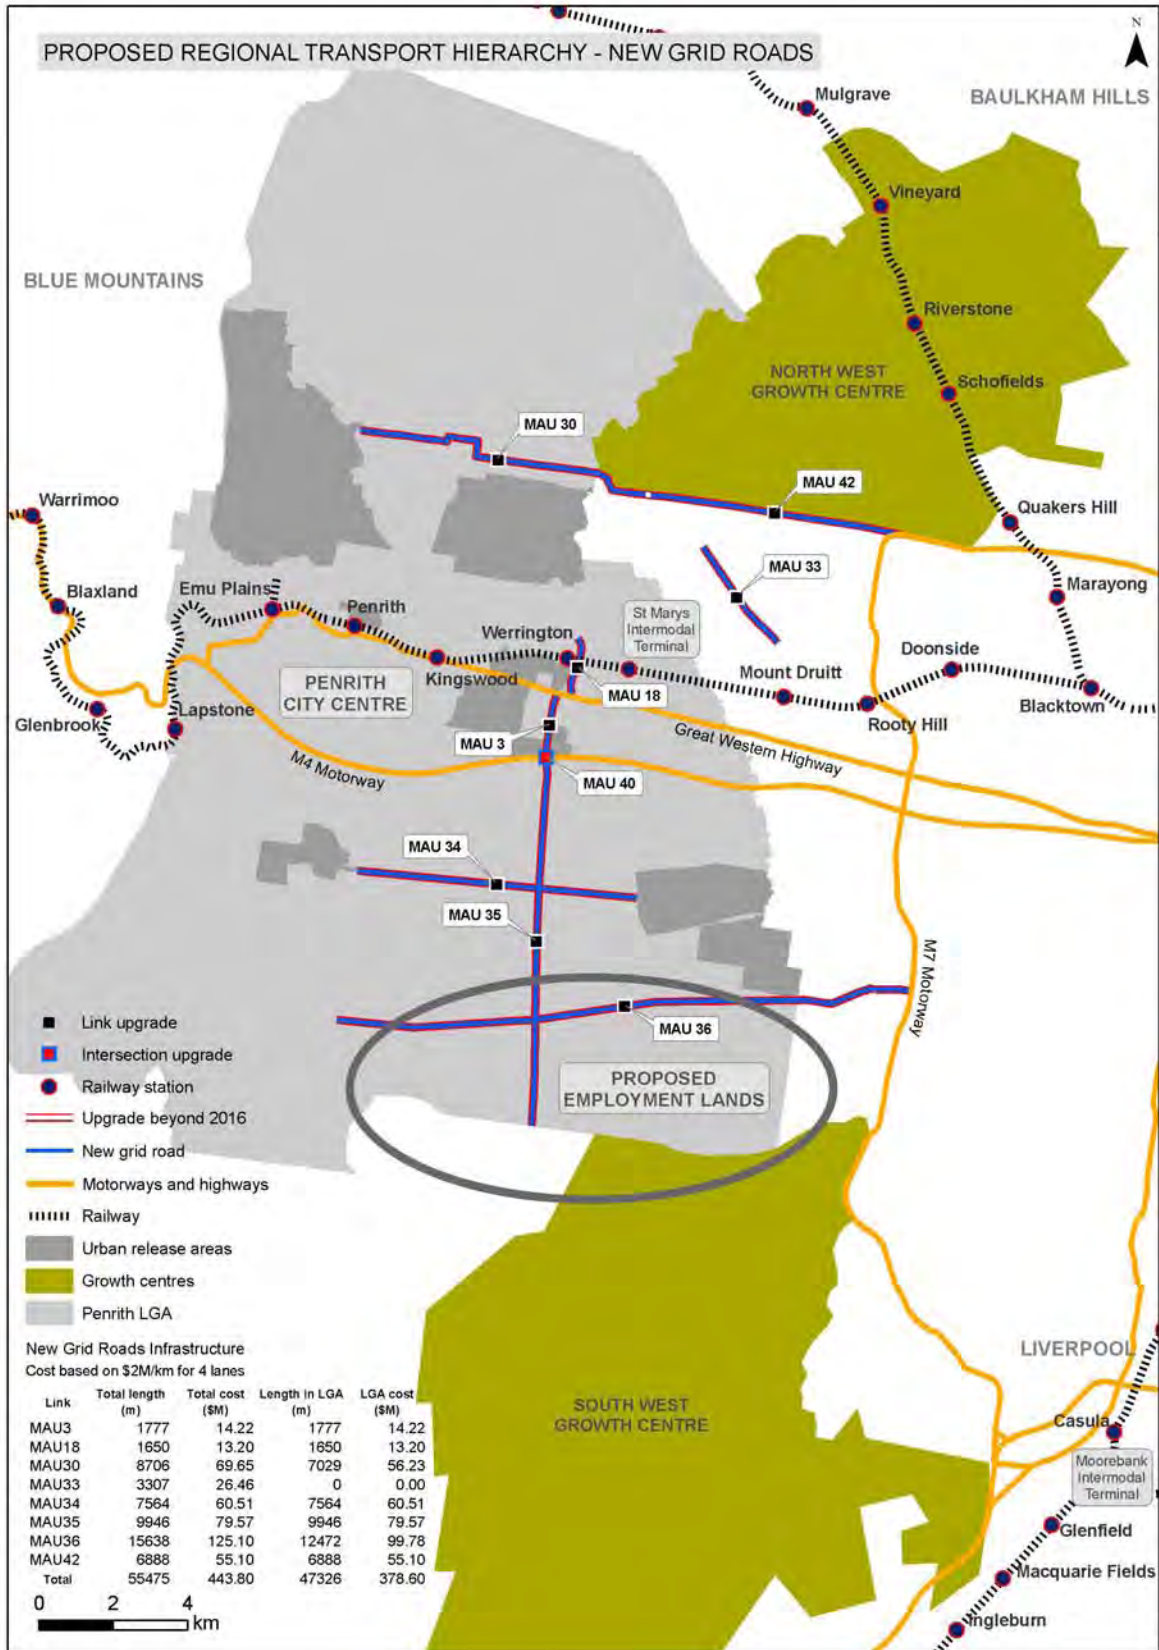 N
PROPOSED REGIONAL TRANSPORT HIERARCHY - NEW GRID ROADS
Mulgrave
BAULKHAM HILLS
Vineyard
BLUE MOUNTAINS
Riverstone
NORTH WEST
GROWTH CENTRE
Schofields
MAU 30
MAU 42
Warrimoo
Quakers Hill
MAU 33
Blaxland
Emu Plains
Marayong
Penrith
St Marys
Intermodal
Terminal
Werrington
Doonside
Kingswood
Mount Druitt
PENRITH
CITY CENTRE
MAU 18
Blacktown
Glenbrook
Lapstone
Rooty Hill
MAU 3
Great Western Highway
M4 Motorway
MAU 40
MAU 34
MAU 35
M7 Motorway
MAU 36
PROPOSED
EMPLOYMENT LANDS
Link upgrade
Intersection upgrade
Railway station
Upgrade beyond 2016
New grid road
Motorways and highways
Railway
Urban release areas
Growth centres
Penrith LGA
New Grid Roads Infrastructure
Cost based on $2M/km for 4 lanes
Link Total length (m) Total cost ($M) Length in LGA (m) LGA cost ($M)
MAU3 1777 14.22 1777 14.22
MAU18 1650 13.20 1650 13.20
MAU30 8706 69.65 7029 56.23
MAU33 3307 26.46 0 0.00
MAU34 7564 60.51 7564 60.51
MAU35 9946 79.57 9946 79.57
MAU36 15638 125.10 12472 99.78
MAU42 6888 55.10 6888 55.10
Total 55475 443.80 47326 378.60
0 2 4
km
LIVERPOOL
SOUTH WEST
GROWTH CENTRE
Casula
Moorebank
Intermodal
Terminal
Glenfield
Macquarie Fields
Ingleburn